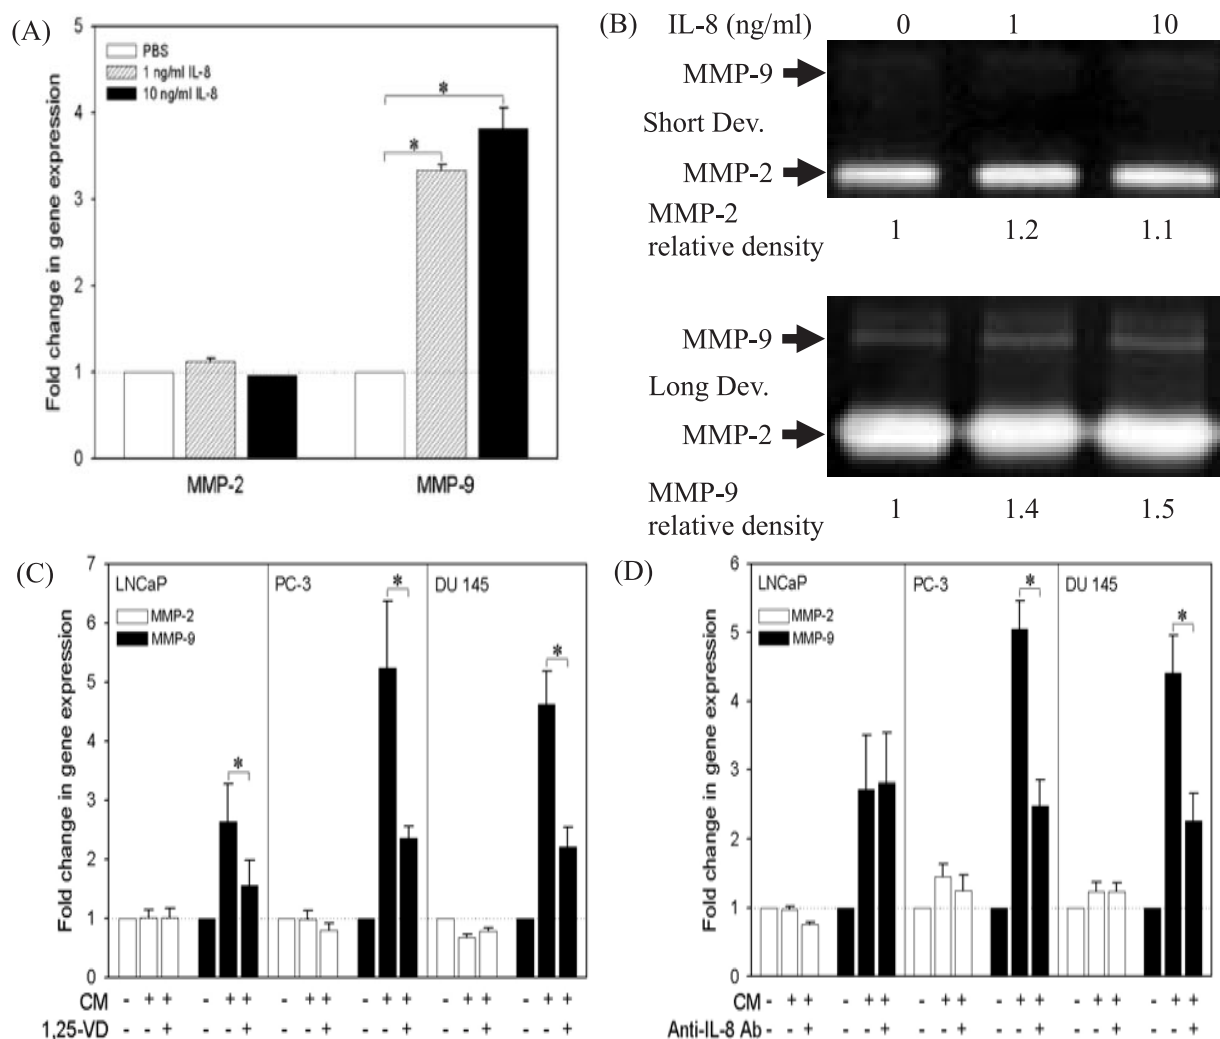 (A)
Fold change in gene expression
5
4
3
2
1
0
PBS
1 ng/ml IL-8
10 ng/ml IL-8
*
*
MMP-2 MMP-9
(B)
IL-8 (ng/ml) 0 1 10
MMP-9
Short Dev.
MMP-2
MMP-2
relative density 1 1.2 1.1
MMP-9
Long Dev.
MMP-2
MMP-9
relative density 1 1.4 1.5
(C)
Fold change in gene expression
7
6
5
4
3
2
1
0
LNCaP PC-3 DU 145
MMP-2
MMP-9
*
*
*
CM - + + - + + - + + - + + - + + - + +
1,25-VD - - + - - + - - + - - + - - + - - +
(D)
Fold change in gene expression
6
5
4
3
2
1
0
LNCaP PC-3 DU 145
MMP-2
MMP-9
*
*
CM - + + - + + - + + - + + - + + - + +
Anti-IL-8 Ab - - + - - + - - + - - + - - + - - +